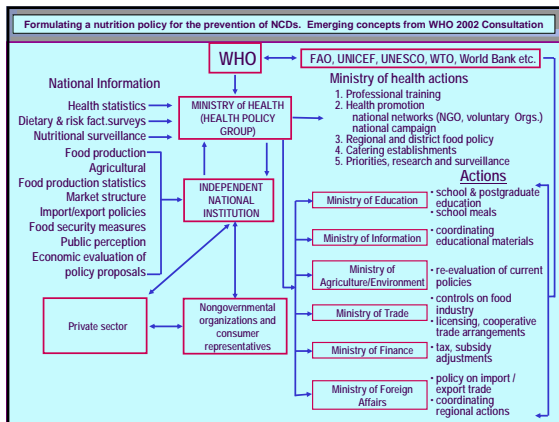 Formulating a nutrition policy for the prevention of NCDs. Emerging concepts from WHO 2002 Consultation
WHO
FAO, UNICEF, UNESCO, WTO, World Bank etc.
National Information
Health statistics
Dietary & risk fact.surveys
Nutritional surveillance
Food production
Agricultural
Food production statistics
Market structure
Import/export policies
Food security measures
Public perception
Economic evaluation of
policy proposals
MINISTRY of HEALTH
(HEALTH POLICY
GROUP)
Ministry of health actions
1. Professional training
2. Health promotion
national networks (NGO, voluntary Orgs.)
national campaign
3. Regional and district food policy
4. Catering establishments
5. Priorities, research and surveillance
INDEPENDENT
NATIONAL
INSTITUTION
Private sector
Nongovernmental
organizations and
consumer
representatives
Actions
Ministry of Education
• school & postgraduate
education
• school meals
Ministry of Information
• coordinating
educational materials
Ministry of
Agriculture/Environment
• re-evaluation of current
policies
Ministry of Trade
• controls on food
industry
• licensing, cooperative
trade arrangements
Ministry of Finance
• tax, subsidy
adjustments
Ministry of Foreign
Affairs
• policy on import /
export trade
• coordinating
regional actions